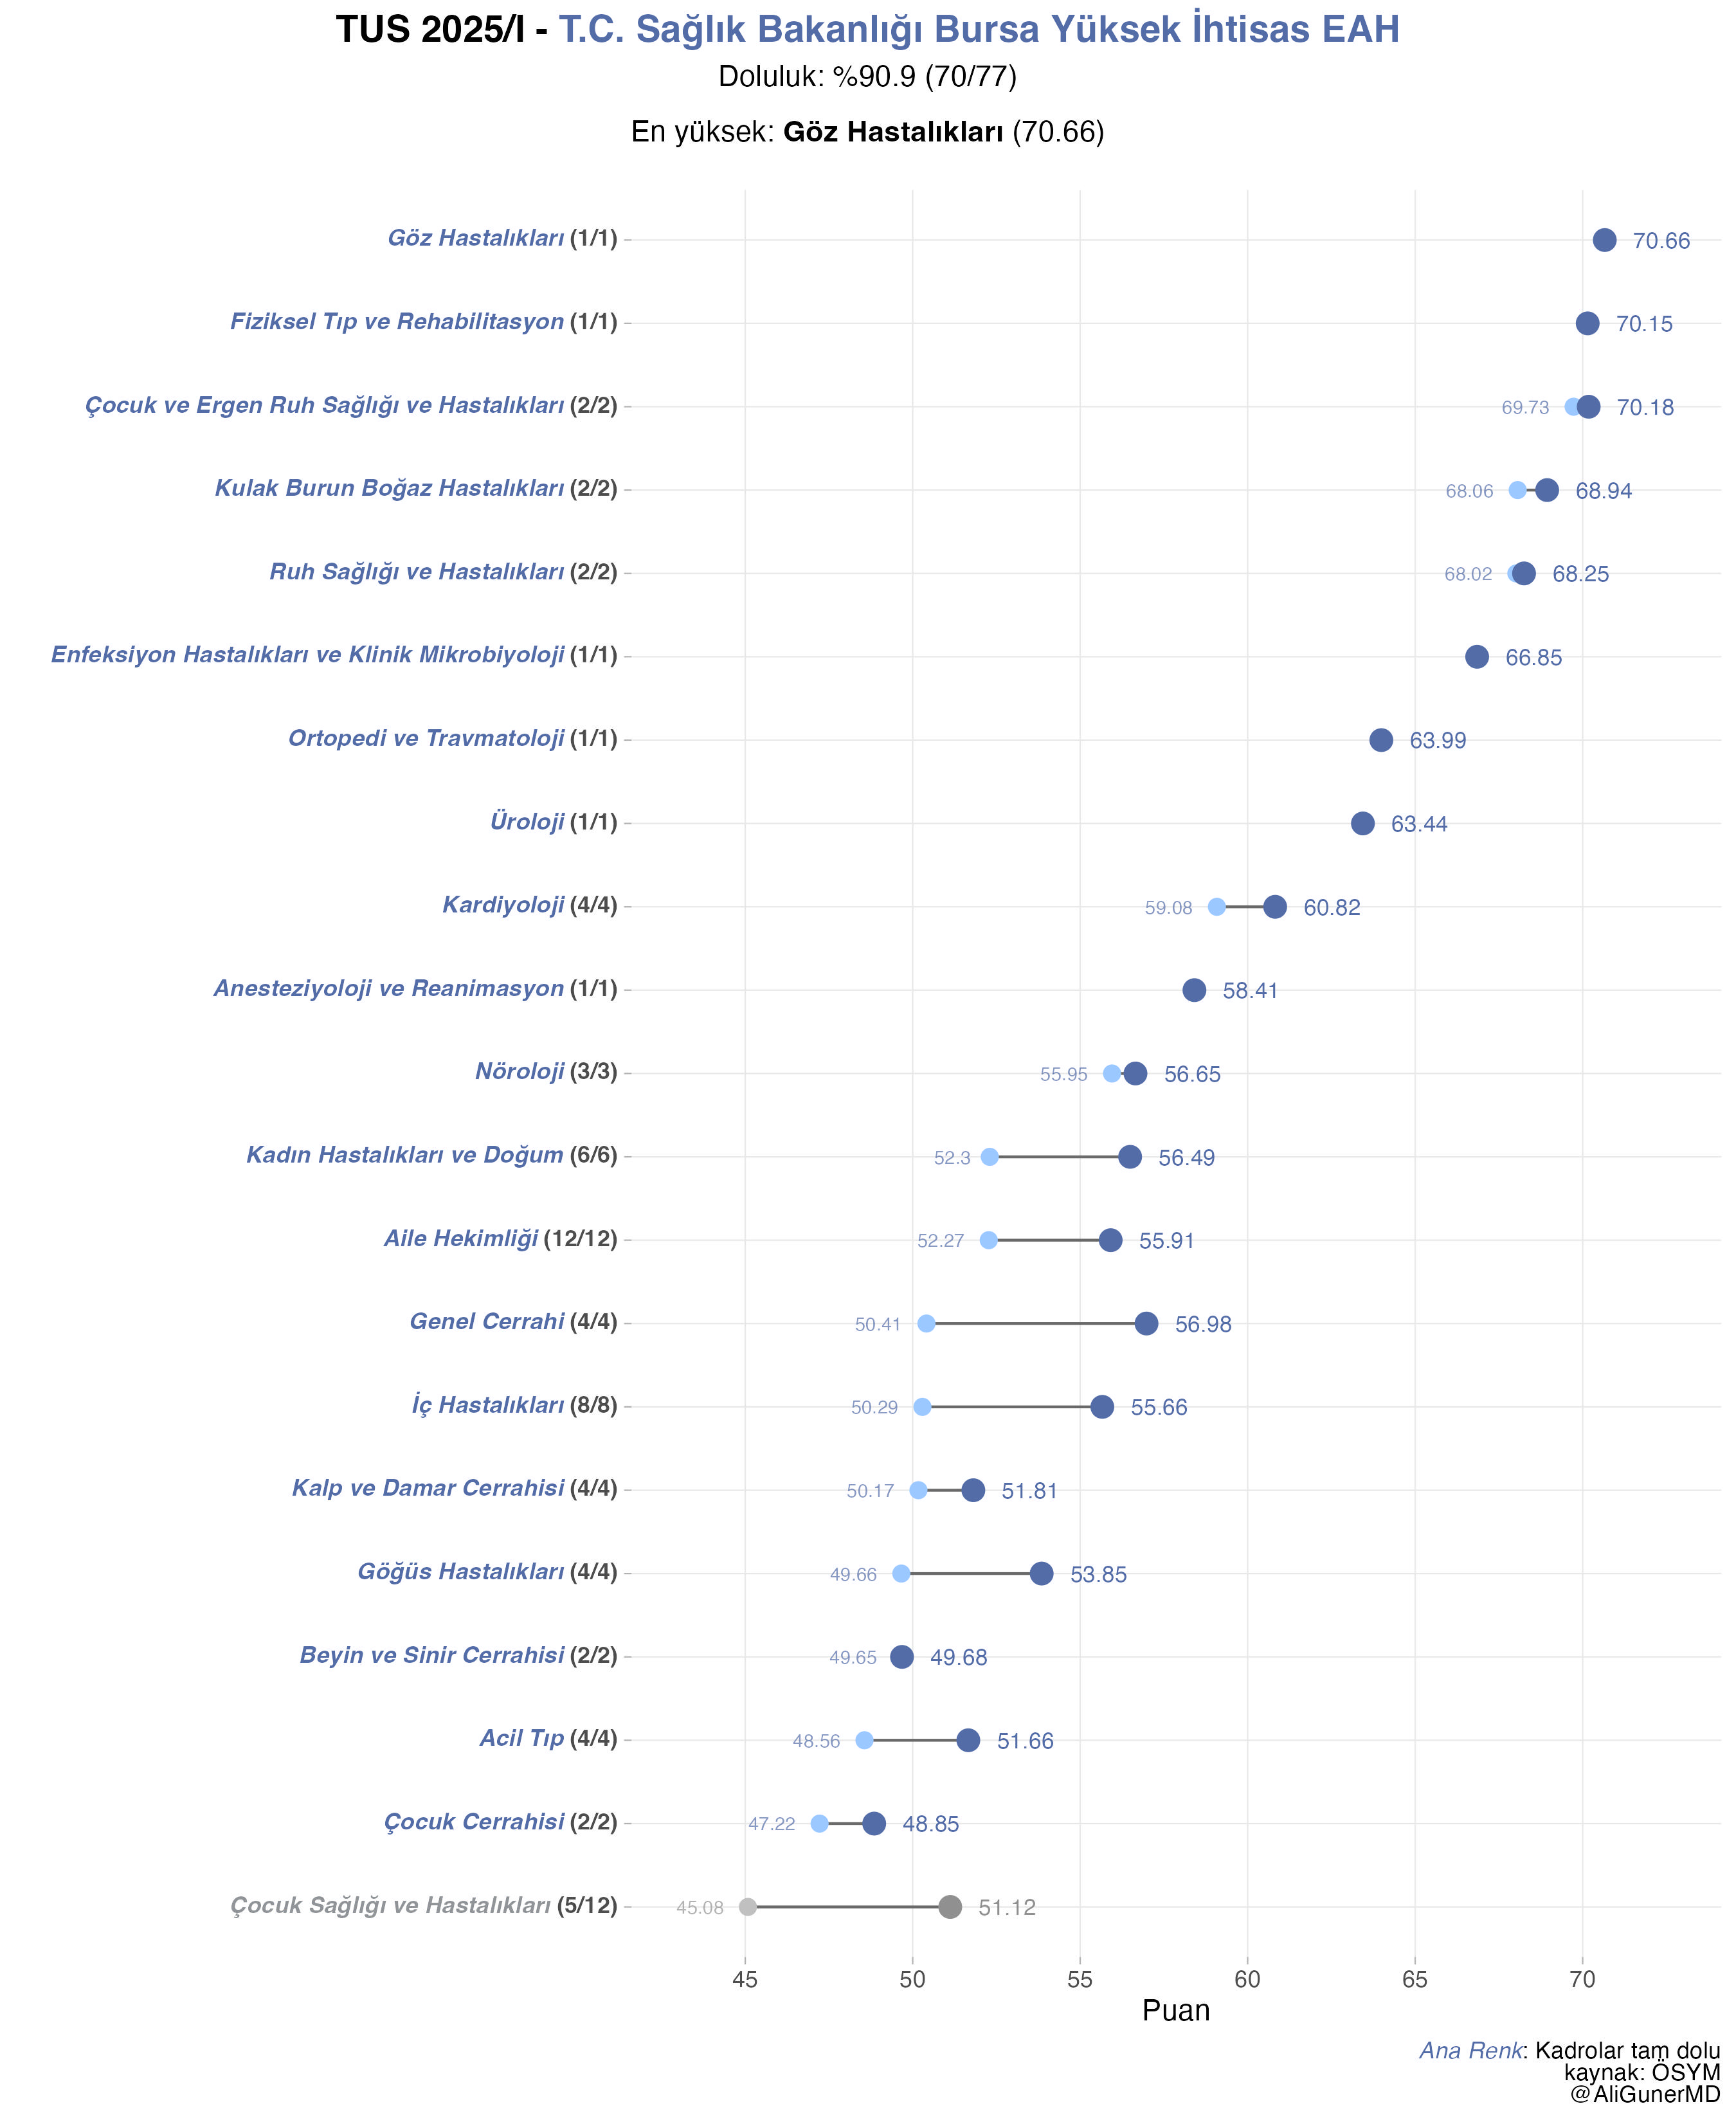 TUS 2025/I - T.C. Sağlık Bakanlığı Bursa Yüksek İhtisas EAH
Doluluk: %90.9 (70/77)
En yüksek: Göz Hastalıkları (70.66)
Göz Hastalıkları (1/1) 70.66
Fiziksel Tıp ve Rehabilitasyon (1/1) 70.15
Çocuk ve Ergen Ruh Sağlığı ve Hastalıkları (2/2) 69.73 70.18
Kulak Burun Boğaz Hastalıkları (2/2) 68.06 68.94
Ruh Sağlığı ve Hastalıkları (2/2) 68.02 68.25
Enfeksiyon Hastalıkları ve Klinik Mikrobiyoloji (1/1) 66.85
Ortopedi ve Travmatoloji (1/1) 63.99
Üroloji (1/1) 63.44
Kardiyoloji (4/4) 59.08 60.82
Anesteziyoloji ve Reanimasyon (1/1) 58.41
Nöroloji (3/3) 55.95 56.65
Kadın Hastalıkları ve Doğum (6/6) 52.3 56.49
Aile Hekimliği (12/12) 52.27 55.91
Genel Cerrahi (4/4) 50.41 56.98
İç Hastalıkları (8/8) 50.29 55.66
Kalp ve Damar Cerrahisi (4/4) 50.17 51.81
Göğüs Hastalıkları (4/4) 49.66 53.85
Beyin ve Sinir Cerrahisi (2/2) 49.65 49.68
Acil Tıp (4/4) 48.56 51.66
Çocuk Cerrahisi (2/2) 47.22 48.85
Çocuk Sağlığı ve Hastalıkları (5/12) 45.08 51.12
45 50 55 60 65 70
Puan
Ana Renk: Kadrolar tam dolu
kaynak: ÖSYM
@AliGunerMD